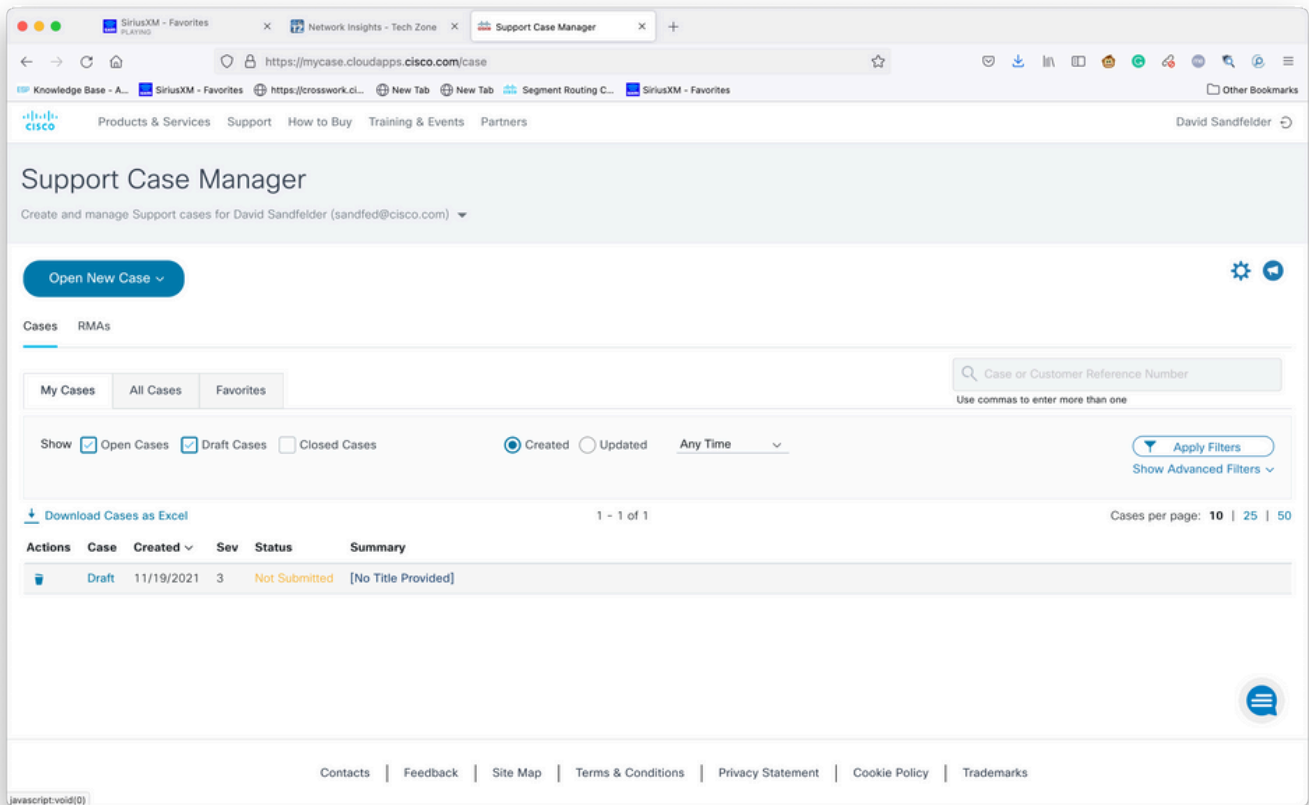 SiriusXM - Favorites
PLAYING
Network Insights - Tech Zone
Support Case Manager
https://mycase.cloudapps.cisco.com/case
Knowledge Base - A... SiriusXM - Favorites https://crosswork.ci... New Tab New Tab Segment Routing C... SiriusXM - Favorites Other Bookmarks
CISCO
Products & Services Support How to Buy Training & Events Partners David Sandfelder
Support Case Manager
Create and manage Support cases for David Sandfelder (sandfed@cisco.com)
Open New Case
Cases RMAs
My Cases All Cases Favorites
Case or Customer Reference Number
Use commas to enter more than one
Show Open Cases Draft Cases Closed Cases Created Updated Any Time Apply Filters
Show Advanced Filters
Download Cases as Excel 1 - 1 of 1 Cases per page: 10 | 25 | 50
Actions Case Created Sev Status Summary
Draft 11/19/2021 3 Not Submitted [No Title Provided]
Contacts | Feedback | Site Map | Terms & Conditions | Privacy Statement | Cookie Policy | Trademarks
javascript:void(0)